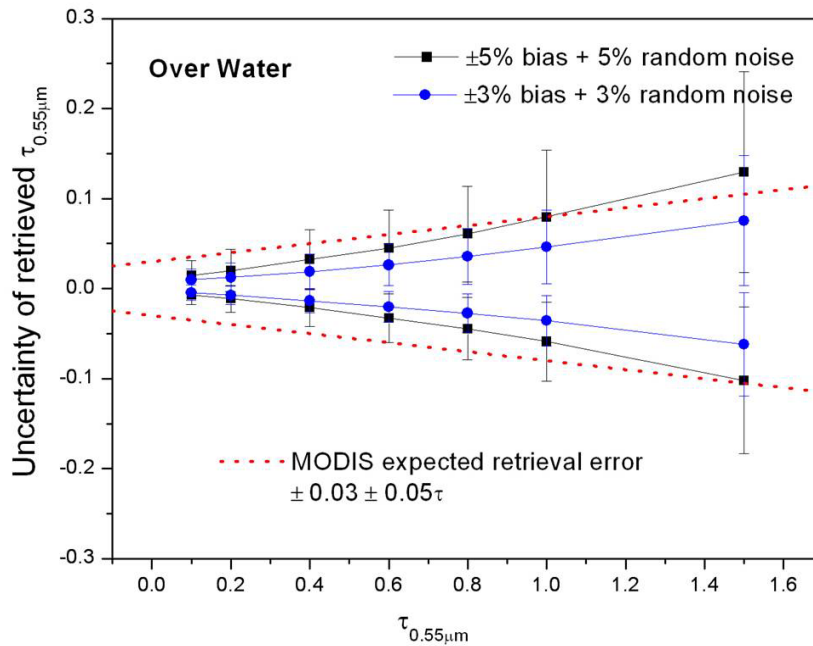 Over Water
±5% bias + 5% random noise
±3% bias + 3% random noise
MODIS expected retrieval error
± 0.03 ± 0.05τ
Uncertainty of retrieved τ0.55μm
0.3
0.2
0.1
0.0
-0.1
-0.2
-0.3
0.0 0.2 0.4 0.6 0.8 1.0 1.2 1.4 1.6
τ0.55μm